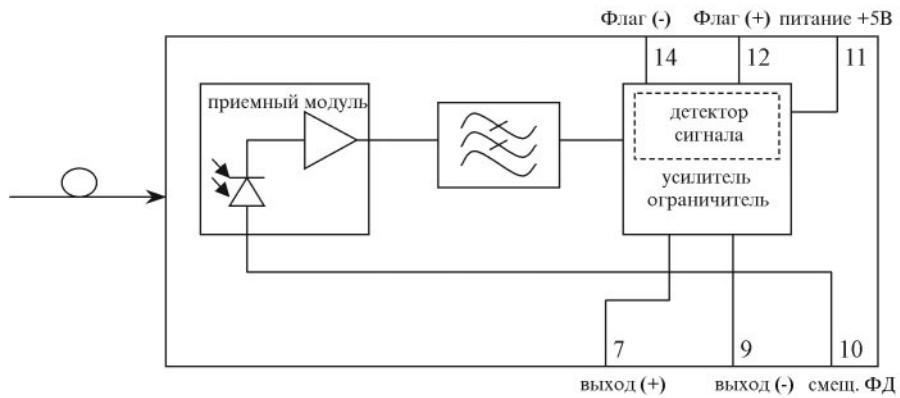 Флаг (-) Флаг (+) питание +5В
14 12 11
приемный модуль
детектор
сигнала
усилитель
ограничитель
7 9 10
выход (+) выход (-) смещ. ФД